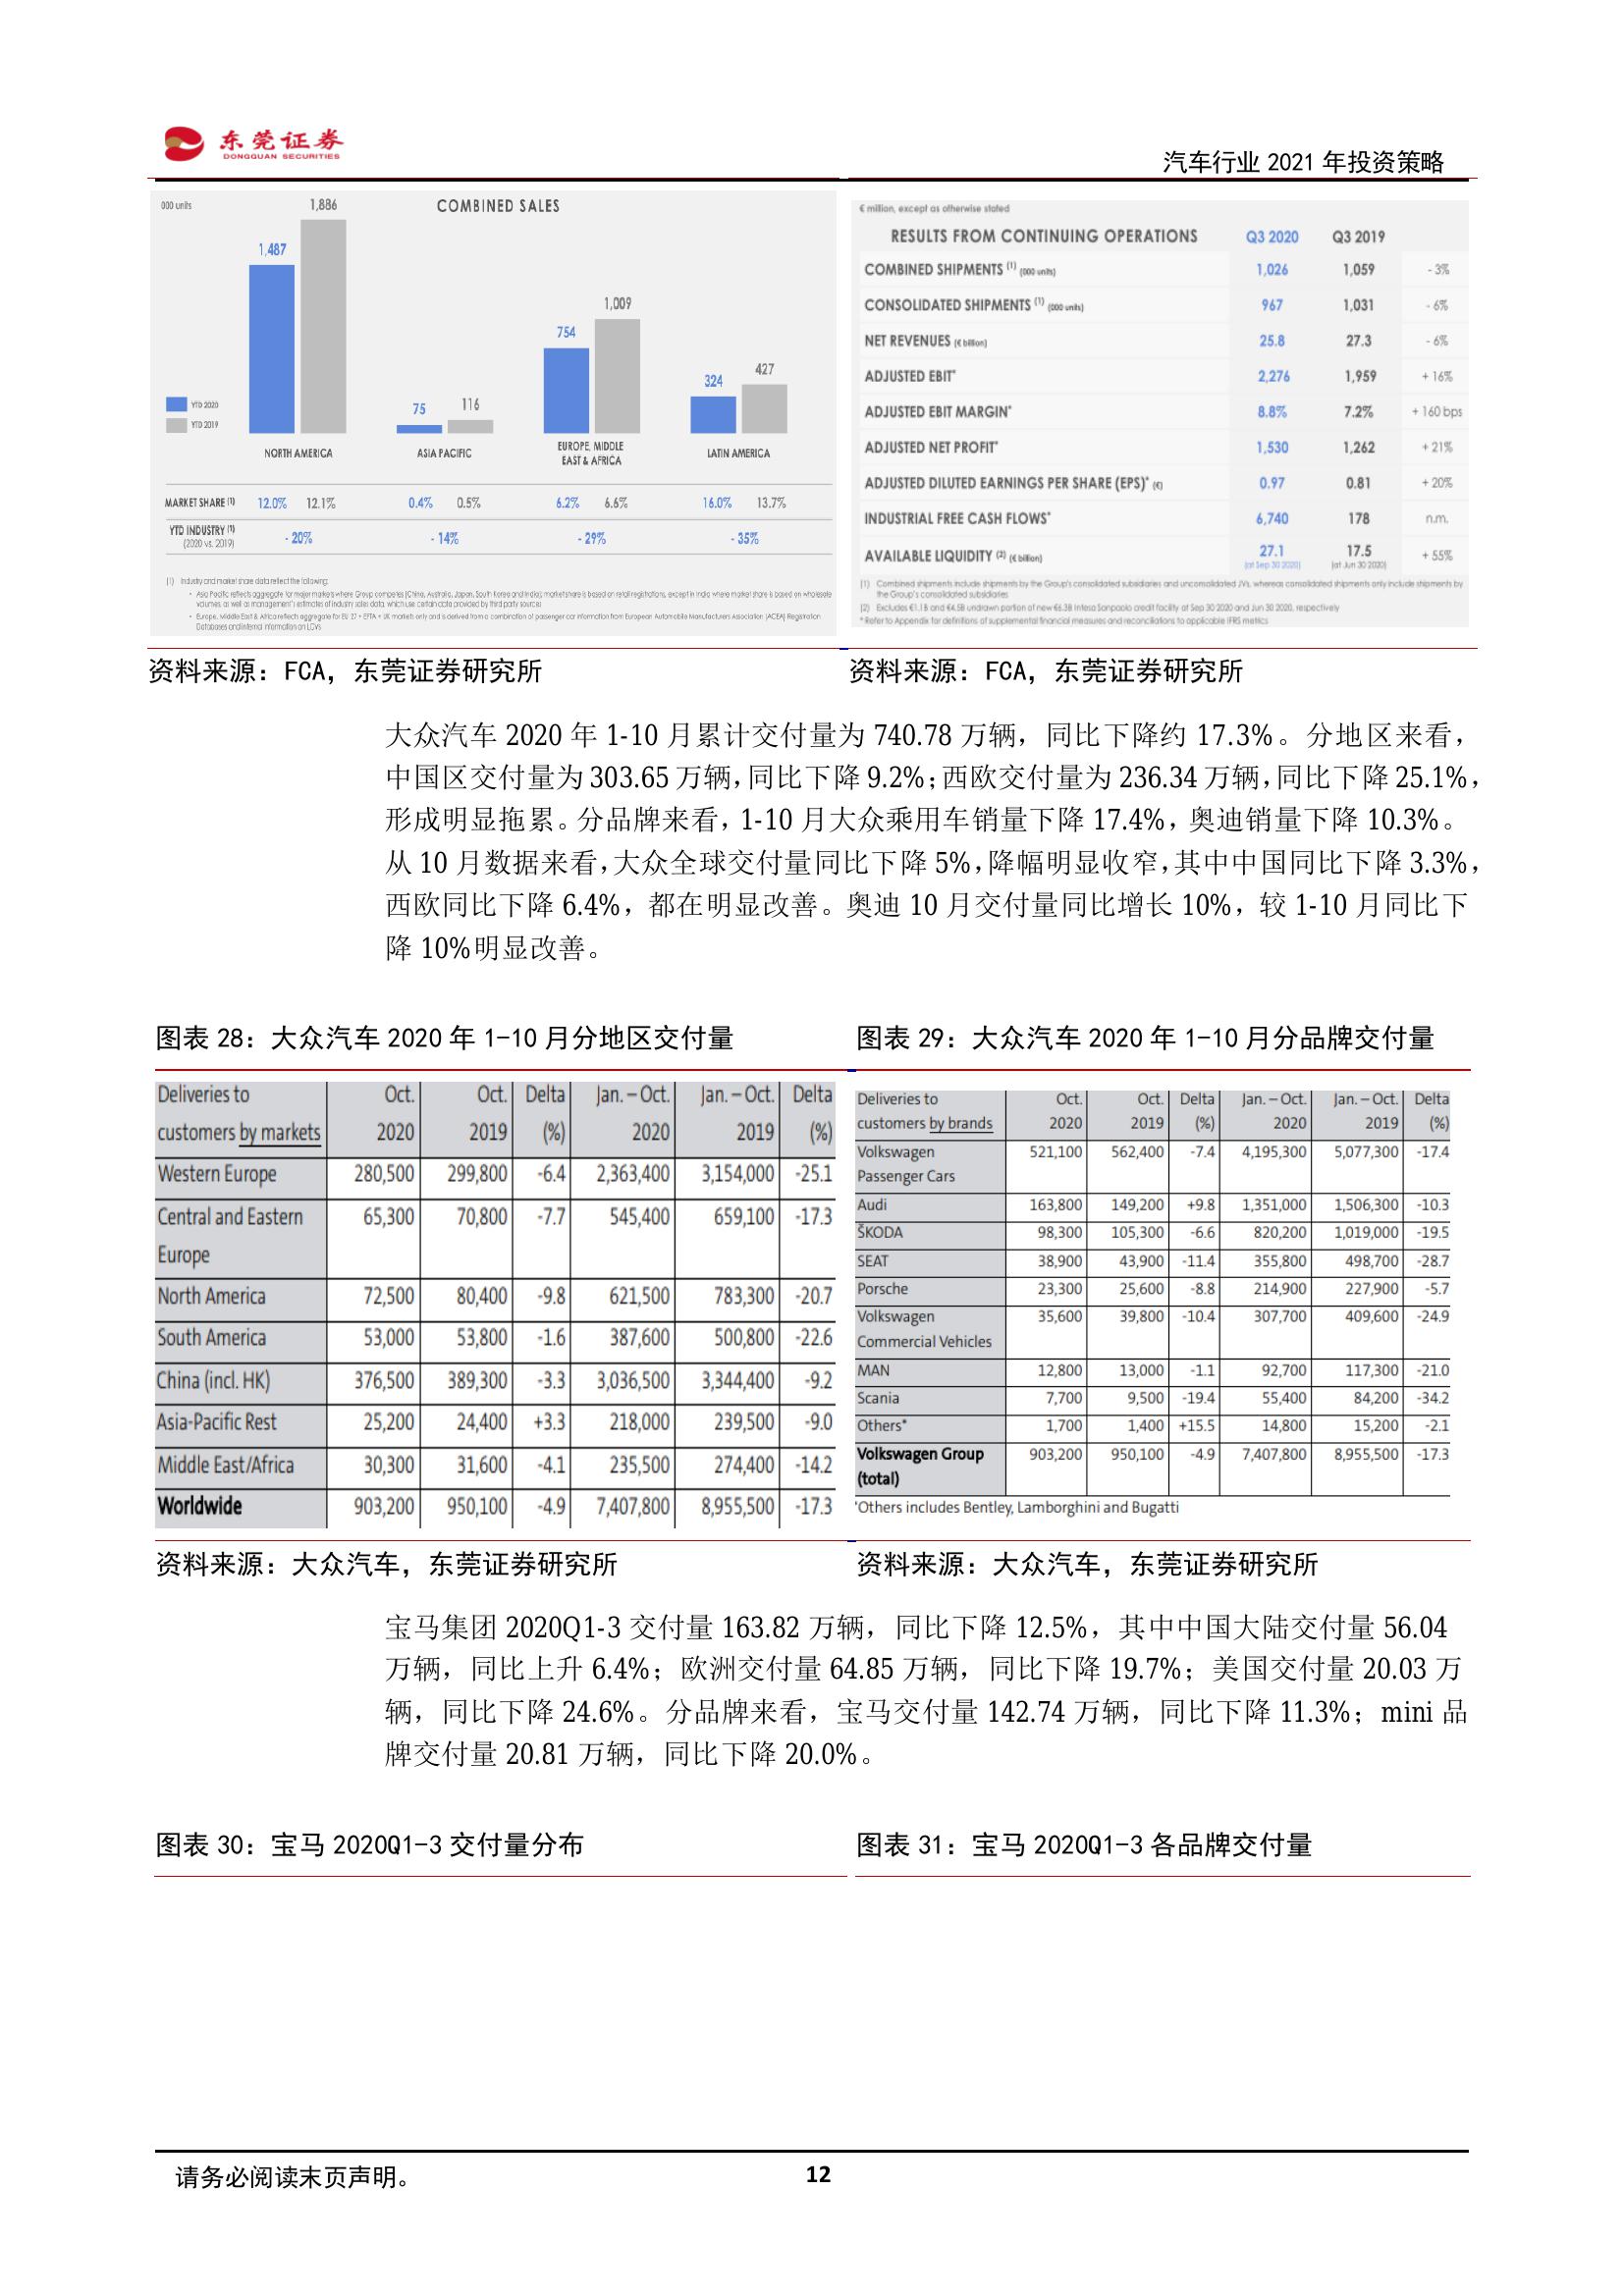 东莞证券
DONGGUAN SECURITIES
汽车行业 2021 年投资策略
000 units
COMBINED SALES
1,487
1,886
75
116
754
1,009
324
427
YTD 2020
YTD 2019
NORTH AMERICA
ASIA PACIFIC
EUROPE, MIDDLE
EAST & AFRICA
LATIN AMERICA
MARKET SHARE (1) 12.0% 12.1% 0.4% 0.5% 6.2% 6.6% 16.0% 13.7%
YTD INDUSTRY (1)
(2020 vs. 2019)
- 20% - 14% - 29% - 35%
(1) Industry and market share data reflect the following:
• Asia Pacific reflects aggregate for major markets where Group competes (China, Australia, Japan, South Korea and India); market share is based on retail registrations, except in India where market share is based on wholesale
volumes, as well as management's estimates of industry sales data, which use certain data provided by third party sources
• Europe, Middle East & Africa reflects aggregate for EU 27 + EFTA + UK markets only and is derived from a combination of passenger car information from European Automobile Manufacturers Association (ACEA) Registration
Databases and internal information on LCVs
€ million, except as otherwise stated
RESULTS FROM CONTINUING OPERATIONS Q3 2020 Q3 2019
COMBINED SHIPMENTS (1) (000 units) 1,026 1,059 - 3%
CONSOLIDATED SHIPMENTS (1) (000 units) 967 1,031 - 6%
NET REVENUES (€ billion) 25.8 27.3 - 6%
ADJUSTED EBIT* 2,276 1,959 + 16%
ADJUSTED EBIT MARGIN* 8.8% 7.2% + 160 bps
ADJUSTED NET PROFIT* 1,530 1,262 + 21%
ADJUSTED DILUTED EARNINGS PER SHARE (EPS)* (€) 0.97 0.81 + 20%
INDUSTRIAL FREE CASH FLOWS* 6,740 178 n.m.
AVAILABLE LIQUIDITY (2) (€ billion) 27.1 17.5 + 55%
(at Sep 30 2020) (at Jun 30 2020)
(1) Combined shipments include shipments by the Group's consolidated subsidiaries and unconsolidated JVs, whereas consolidated shipments only include shipments by
the Group's consolidated subsidiaries
(2) Excludes €1.1B and €4.5B undrawn portion of new €6.3B Intesa Sanpaolo credit facility at Sep 30 2020 and Jun 30 2020, respectively
* Refer to Appendix for definitions of supplemental financial measures and reconciliations to applicable IFRS metrics
资料来源：FCA，东莞证券研究所
资料来源：FCA，东莞证券研究所
大众汽车 2020 年 1-10 月累计交付量为 740.78 万辆，同比下降约 17.3%。分地区来看，
中国区交付量为 303.65 万辆，同比下降 9.2%；西欧交付量为 236.34 万辆，同比下降 25.1%，
形成明显拖累。分品牌来看，1-10 月大众乘用车销量下降 17.4%，奥迪销量下降 10.3%。
从 10 月数据来看，大众全球交付量同比下降 5%，降幅明显收窄，其中中国同比下降 3.3%，
西欧同比下降 6.4%，都在明显改善。奥迪 10 月交付量同比增长 10%，较 1-10 月同比下
降 10%明显改善。
图表 28：大众汽车 2020 年 1-10 月分地区交付量
Deliveries to Oct. Oct. Delta Jan. – Oct. Jan. – Oct. Delta
customers by markets 2020 2019 (%) 2020 2019 (%)
Western Europe 280,500 299,800 -6.4 2,363,400 3,154,000 -25.1
Central and Eastern 65,300 70,800 -7.7 545,400 659,100 -17.3
Europe
North America 72,500 80,400 -9.8 621,500 783,300 -20.7
South America 53,000 53,800 -1.6 387,600 500,800 -22.6
China (incl. HK) 376,500 389,300 -3.3 3,036,500 3,344,400 -9.2
Asia-Pacific Rest 25,200 24,400 +3.3 218,000 239,500 -9.0
Middle East/Africa 30,300 31,600 -4.1 235,500 274,400 -14.2
Worldwide 903,200 950,100 -4.9 7,407,800 8,955,500 -17.3
资料来源：大众汽车，东莞证券研究所
图表 29：大众汽车 2020 年 1-10 月分品牌交付量
Deliveries to Oct. Oct. Delta Jan. – Oct. Jan. – Oct. Delta
customers by brands 2020 2019 (%) 2020 2019 (%)
Volkswagen 521,100 562,400 -7.4 4,195,300 5,077,300 -17.4
Passenger Cars
Audi 163,800 149,200 +9.8 1,351,000 1,506,300 -10.3
ŠKODA 98,300 105,300 -6.6 820,200 1,019,000 -19.5
SEAT 38,900 43,900 -11.4 355,800 498,700 -28.7
Porsche 23,300 25,600 -8.8 214,900 227,900 -5.7
Volkswagen 35,600 39,800 -10.4 307,700 409,600 -24.9
Commercial Vehicles
MAN 12,800 13,000 -1.1 92,700 117,300 -21.0
Scania 7,700 9,500 -19.4 55,400 84,200 -34.2
Others* 1,700 1,400 +15.5 14,800 15,200 -2.1
Volkswagen Group 903,200 950,100 -4.9 7,407,800 8,955,500 -17.3
(total)
*Others includes Bentley, Lamborghini and Bugatti
资料来源：大众汽车，东莞证券研究所
宝马集团 2020Q1-3 交付量 163.82 万辆，同比下降 12.5%，其中中国大陆交付量 56.04
万辆，同比上升 6.4%；欧洲交付量 64.85 万辆，同比下降 19.7%；美国交付量 20.03 万
辆，同比下降 24.6%。分品牌来看，宝马交付量 142.74 万辆，同比下降 11.3%；mini 品
牌交付量 20.81 万辆，同比下降 20.0%。
图表 30：宝马 2020Q1-3 交付量分布
图表 31：宝马 2020Q1-3 各品牌交付量
请务必阅读末页声明。
12